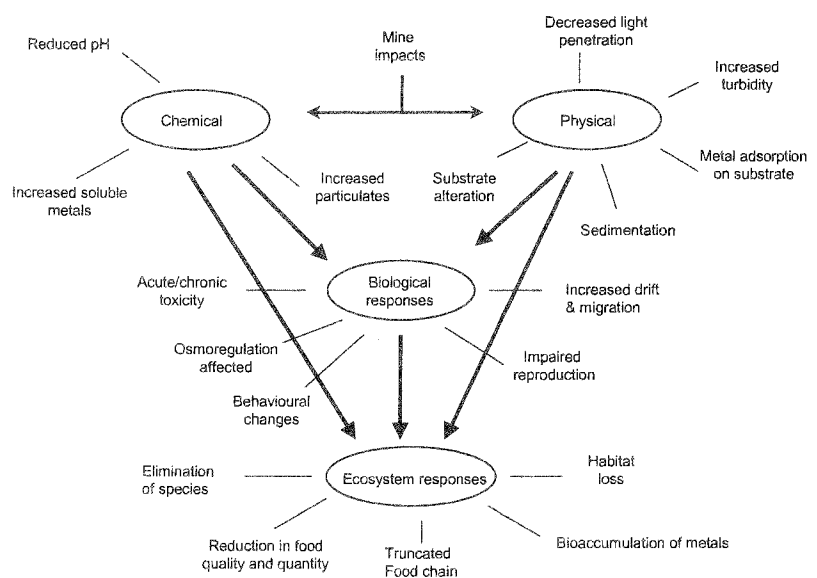 Decreased light
penetration
Mine
impacts
Reduced pH
Increased
turbidity
Chemical
Physical
Metal adsorption
on substrate
Increased soluble
metals
Increased
particulates
Substrate
alteration
Sedimentation
Acute/chronic
toxicity
Biological
responses
Increased drift
& migration
Osmoregulation
affected
Impaired
reproduction
Behavioural
changes
Elimination
of species
Ecosystem responses
Habitat
loss
Reduction in food
quality and quantity
Truncated
Food chain
Bioaccumulation of metals